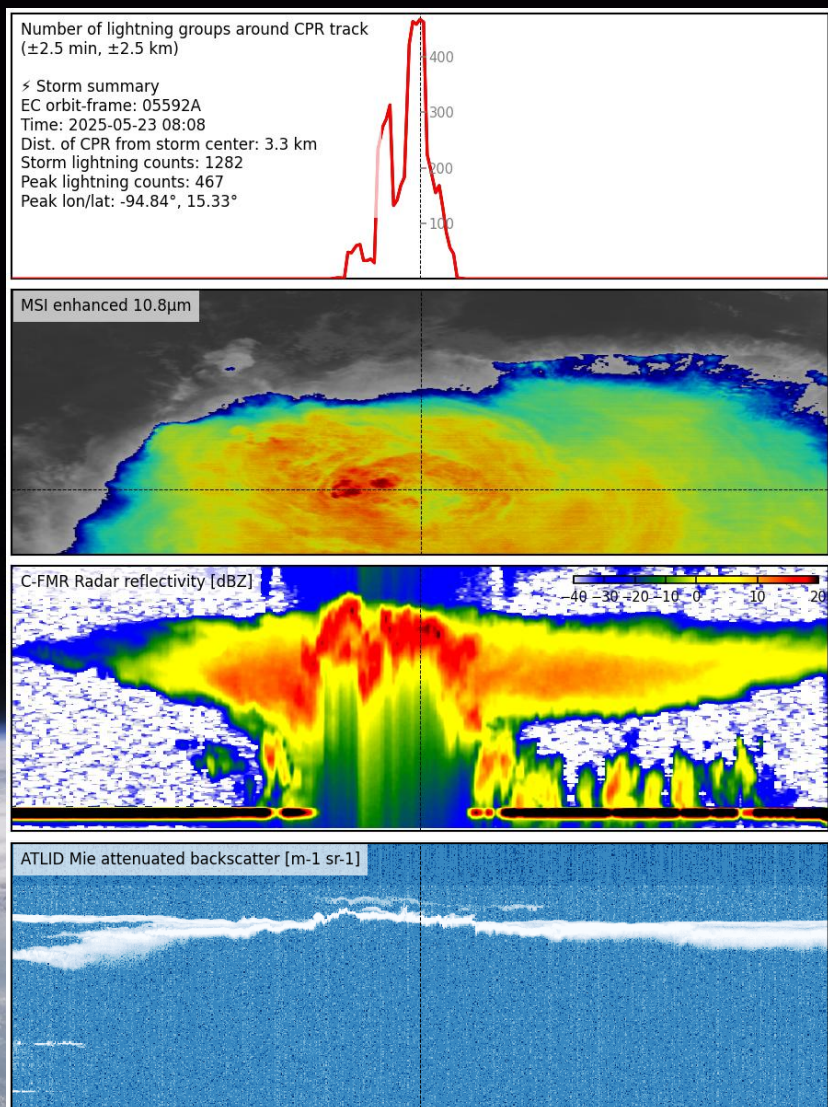 Number of lightning groups around CPR track
(±2.5 min, ±2.5 km)
⚡ Storm summary
EC orbit-frame: 05592A
Time: 2025-05-23 08:08
Dist. of CPR from storm center: 3.3 km
Storm lightning counts: 1282
Peak lightning counts: 467
Peak lon/lat: -94.84°, 15.33°
400
300
200
100
MSI enhanced 10.8μm
C-FMR Radar reflectivity [dBZ]
−40 −30 −20 −10 0 10 20
ATLID Mie attenuated backscatter [m-1 sr-1]